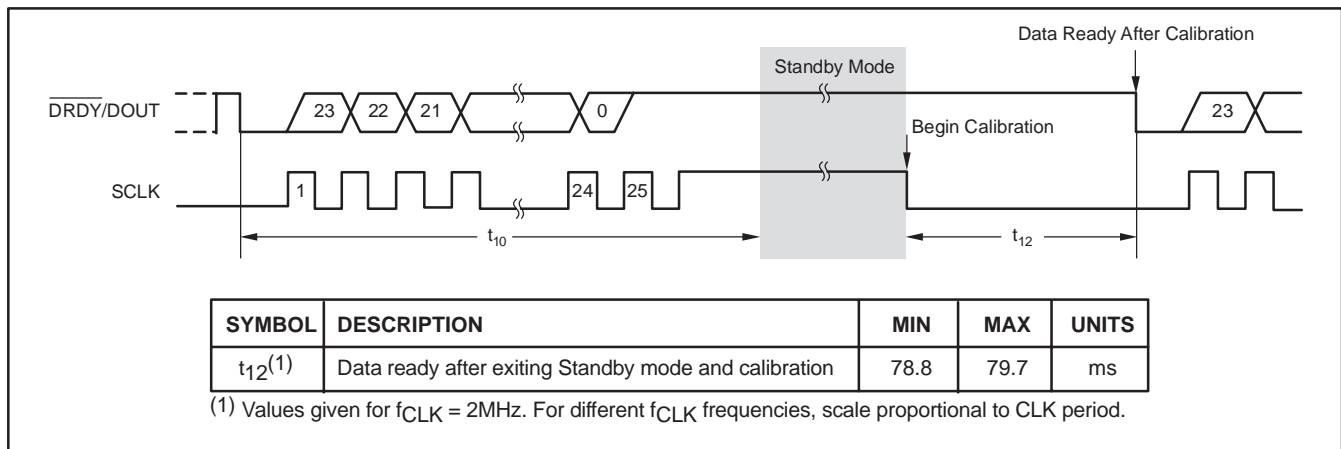 Data Ready After Calibration
Standby Mode
DRDY/DOUT
23 22 21 0 23
Begin Calibration
SCLK
1 24 25
t10 t12
SYMBOL DESCRIPTION MIN MAX UNITS
t12(1) Data ready after exiting Standby mode and calibration 78.8 79.7 ms
(1) Values given for fCLK = 2MHz. For different fCLK frequencies, scale proportional to CLK period.